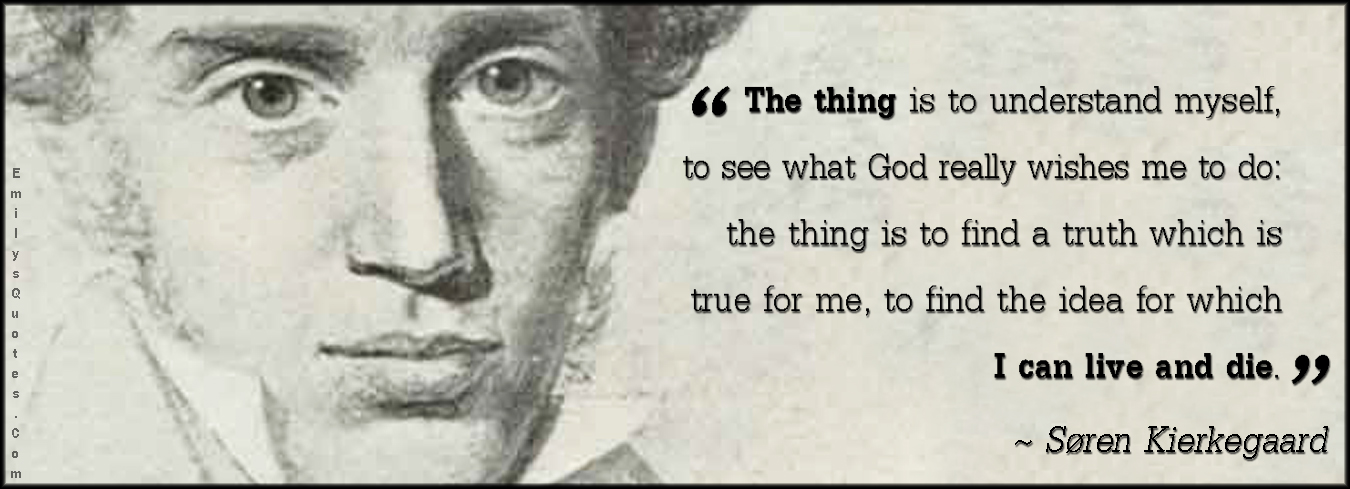 “ The thing is to understand myself,
to see what God really wishes me to do:
the thing is to find a truth which is
true for me, to find the idea for which
I can live and die. ”
~ Søren Kierkegaard
EmilysQuotes.Com